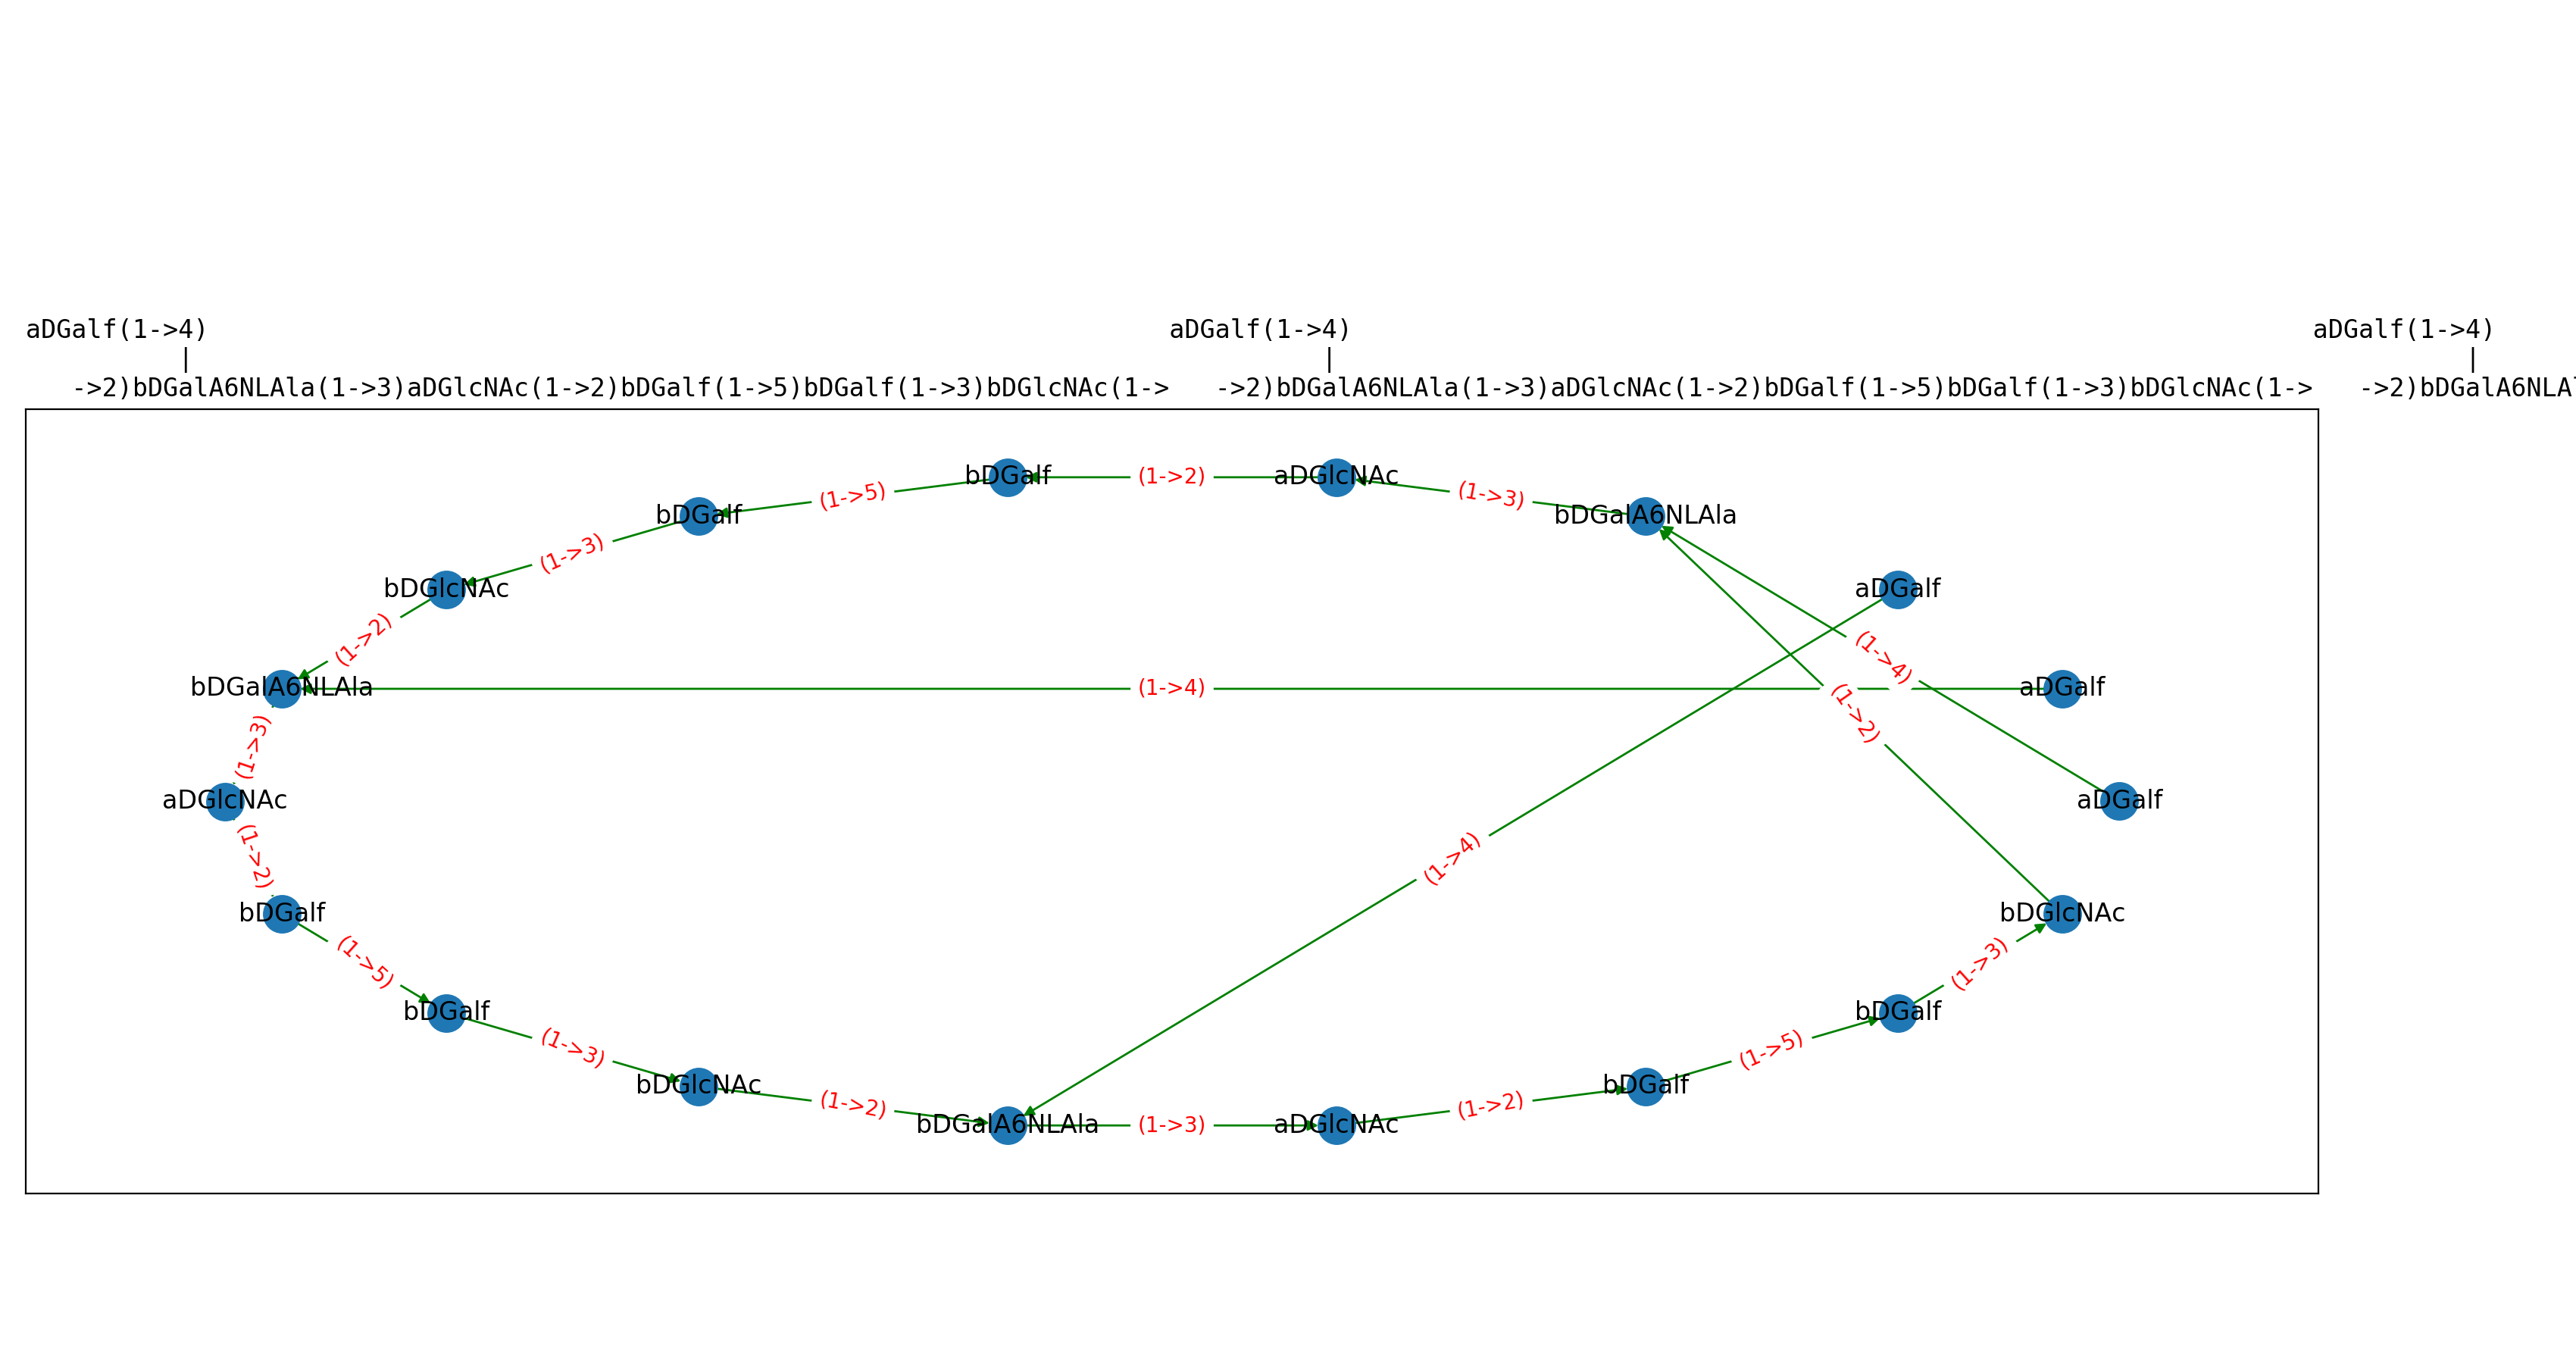 aDGalf(1->4) aDGalf(1->4) aDGalf(1->4)
| | |
->2)bDGalA6NLAla(1->3)aDGlcNAc(1->2)bDGalf(1->5)bDGalf(1->3)bDGlcNAc(1-> ->2)bDGalA6NLAla(1->3)aDGlcNAc(1->2)bDGalf(1->5)bDGalf(1->3)bDGlcNAc(1-> ->2)bDGalA6NLA
bDGalf (1->2) aDGlcNAc
(1->5) (1->3)
bDGalf bDGalA6NLAla
(1->3)
bDGlcNAc aDGalf
(1->2) (1->4)
bDGalA6NLAla (1->4) aDGalf
(1->2)
(1->3)
aDGlcNAc aDGalf
(1->2) (1->4)
bDGalf bDGlcNAc
(1->5) (1->3)
bDGalf bDGalf
(1->3) (1->5)
bDGlcNAc bDGalf
(1->2) (1->2)
bDGalA6NLAla (1->3) aDGlcNAc